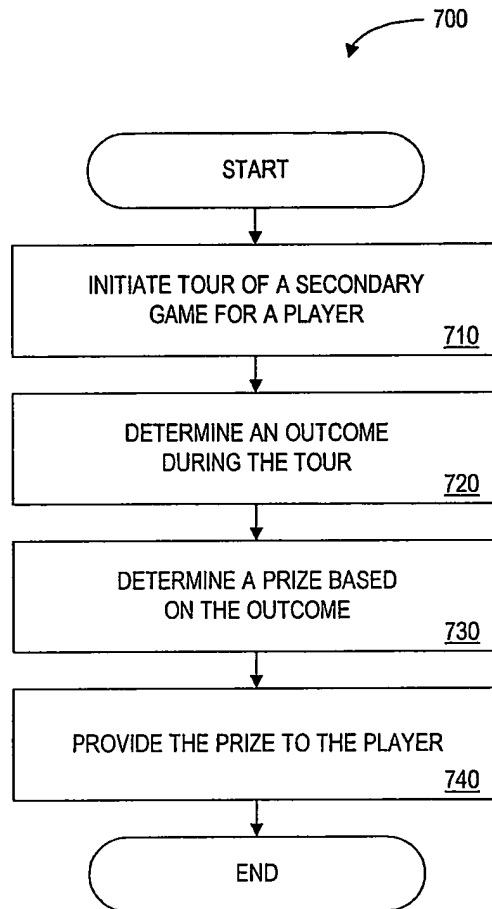 700
START
INITIATE TOUR OF A SECONDARY
GAME FOR A PLAYER
710
DETERMINE AN OUTCOME
DURING THE TOUR
720
DETERMINE A PRIZE BASED
ON THE OUTCOME
730
PROVIDE THE PRIZE TO THE PLAYER
740
END